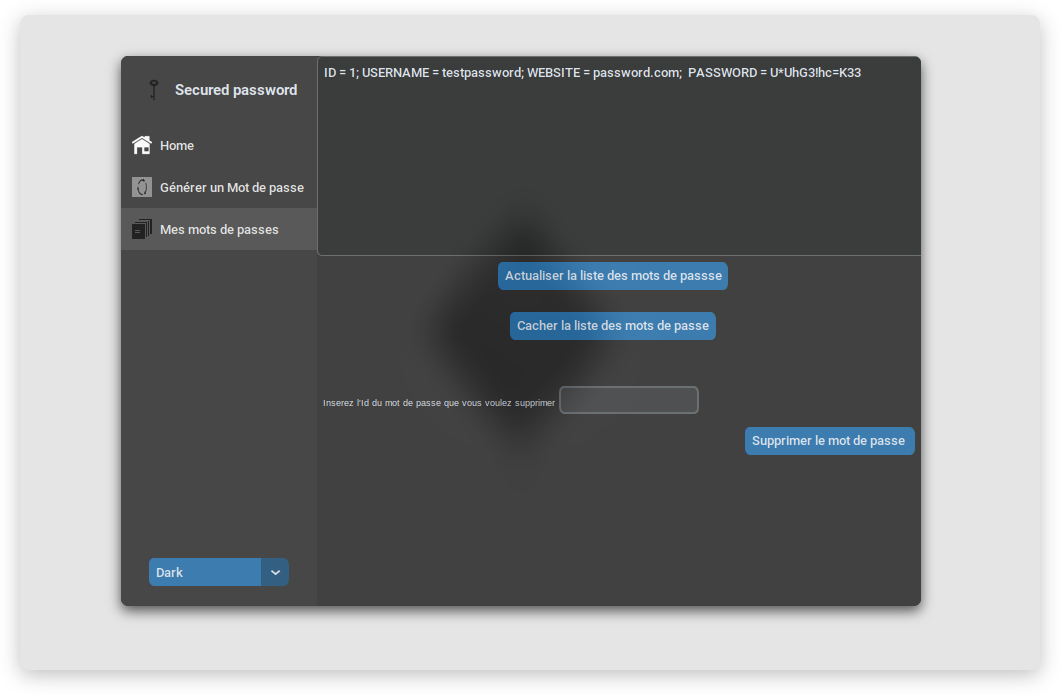 Secured password
Home
Générer un Mot de passe
Mes mots de passes
Dark
ID = 1; USERNAME = testpassword; WEBSITE = password.com;  PASSWORD = U*UhG3!hc=K33
Actualiser la liste des mots de passse
Cacher la liste des mots de passe
Inserez l'Id du mot de passe que vous voulez supprimer
Supprimer le mot de passe